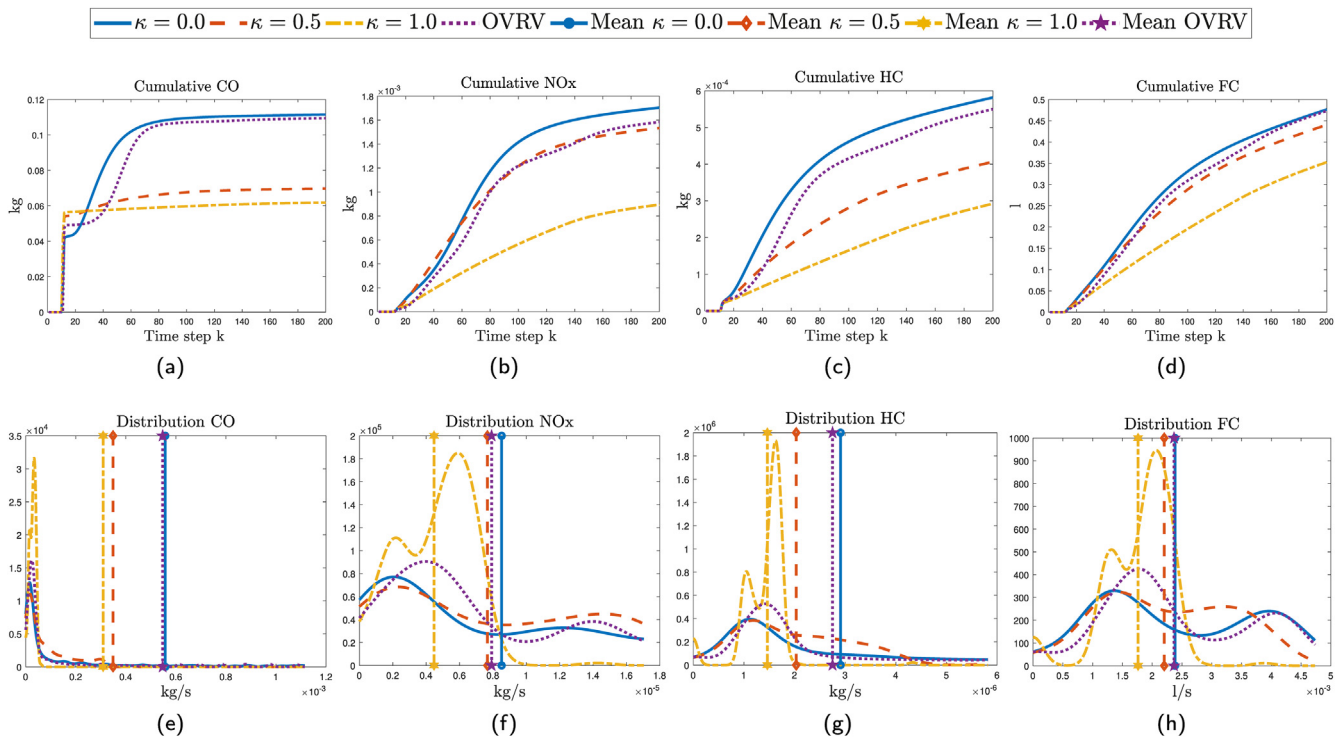 κ = 0.0 κ = 0.5 κ = 1.0 OVRV Mean κ = 0.0 Mean κ = 0.5 Mean κ = 1.0 Mean OVRV
Cumulative CO
0.12
0.1
0.08
0.06
0.04
0.02
0
kg
0 20 40 60 80 100 120 140 160 180 200
Time step k
(a)
×10⁻³
Cumulative NOx
1.8
1.6
1.4
1.2
1
0.8
0.6
0.4
0.2
0
kg
0 20 40 60 80 100 120 140 160 180 200
Time step k
(b)
×10⁻⁴
Cumulative HC
6
5
4
3
2
1
0
kg
0 20 40 60 80 100 120 140 160 180 200
Time step k
(c)
Cumulative FC
0.5
0.45
0.4
0.35
0.3
0.25
0.2
0.15
0.1
0.05
0
l
0 20 40 60 80 100 120 140 160 180 200
Time step k
(d)
×10⁴
Distribution CO
3.5
3
2.5
2
1.5
1
0.5
0
0 0.2 0.4 0.6 0.8 1 1.2
kg/s
×10⁻³
(e)
×10⁵
Distribution NOx
2
1.8
1.6
1.4
1.2
1
0.8
0.6
0.4
0.2
0
0 0.2 0.4 0.6 0.8 1 1.2 1.4 1.6 1.8
kg/s
×10⁻⁵
(f)
×10⁶
Distribution HC
2
1.8
1.6
1.4
1.2
1
0.8
0.6
0.4
0.2
0
0 1 2 3 4 5 6
kg/s
×10⁻⁶
(g)
Distribution FC
1000
900
800
700
600
500
400
300
200
100
0
0 0.5 1 1.5 2 2.5 3 3.5 4 4.5 5
l/s
×10⁻³
(h)